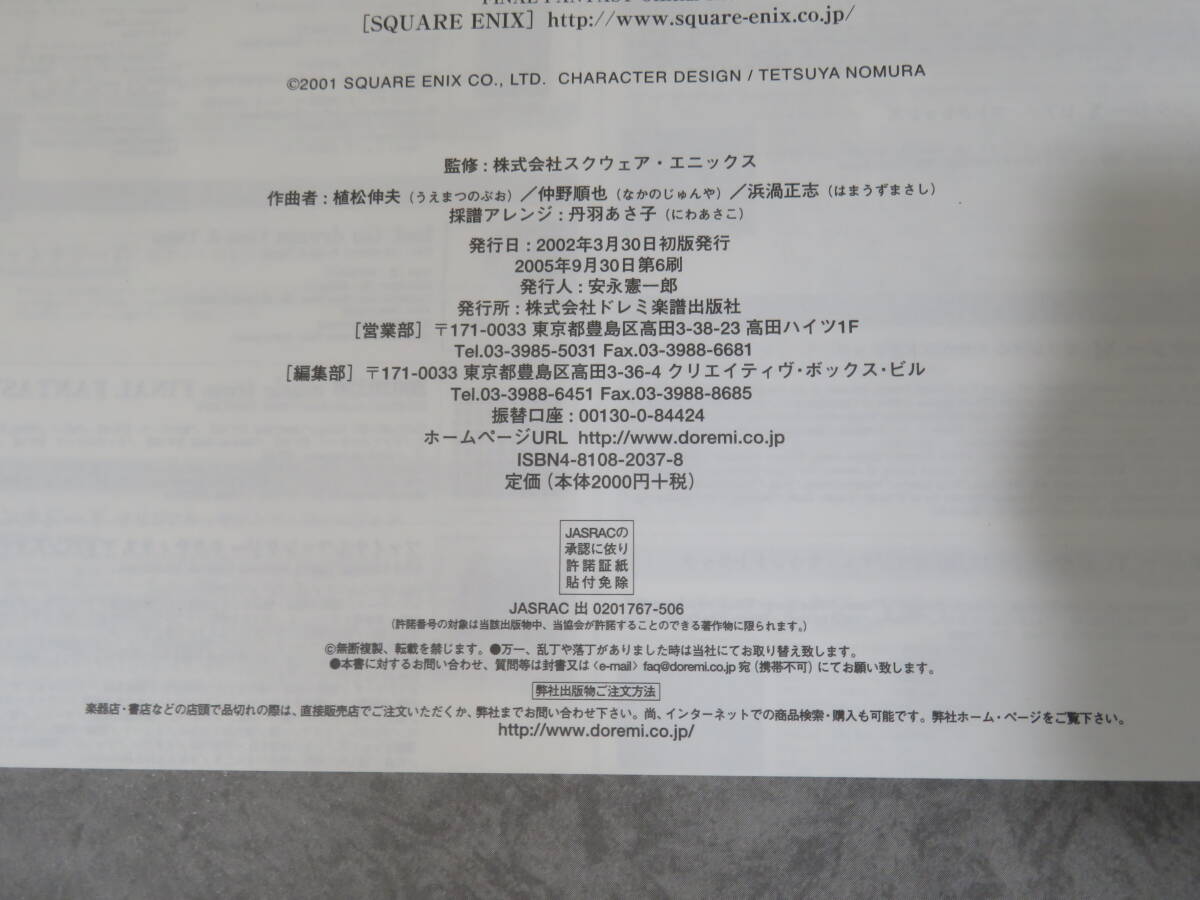 [SQUARE ENIX] http://www.square-enix.co.jp/
©2001 SQUARE ENIX CO., LTD. CHARACTER DESIGN / TETSUYA NOMURA
監修：株式会社スクウェア・エニックス
作曲者：植松伸夫（うえまつのぶお）／仲野順也（なかのじゅんや）／浜渦正志（はまうずまさし）
採譜アレンジ：丹羽あさ子（にわあさこ）
発行日：2002年3月30日初版発行
2005年9月30日第6刷
発行人：安永憲一郎
発行所：株式会社ドレミ楽譜出版社
［営業部］〒171-0033 東京都豊島区高田3-38-23 高田ハイツ1F
Tel.03-3985-5031 Fax.03-3988-6681
［編集部］〒171-0033 東京都豊島区高田3-36-4 クリエイティヴ・ボックス・ビル
Tel.03-3988-6451 Fax.03-3988-8685
振替口座：00130-0-84424
ホームページURL http://www.doremi.co.jp
ISBN4-8108-2037-8
定価（本体2000円＋税）
JASRACの
承認に依り
許諾証紙
貼付免除
JASRAC 出 0201767-506
（許諾番号の対象は当該出版物中、当協会が許諾することのできる著作物に限られます。）
©無断複製、転載を禁じます。●万一、乱丁や落丁がありました時は当社にてお取り替え致します。
●本書に対するお問い合わせ、質問等は封書又は〈e-mail〉faq@doremi.co.jp 宛（携帯不可）にてお願い致します。
弊社出版物ご注文方法
楽器店・書店などの店頭で品切れの際は、直接販売店でご注文いただくか、弊社までお問い合わせ下さい。尚、インターネットでの商品検索・購入も可能です。弊社ホーム・ページをご覧下さい。
http://www.doremi.co.jp/